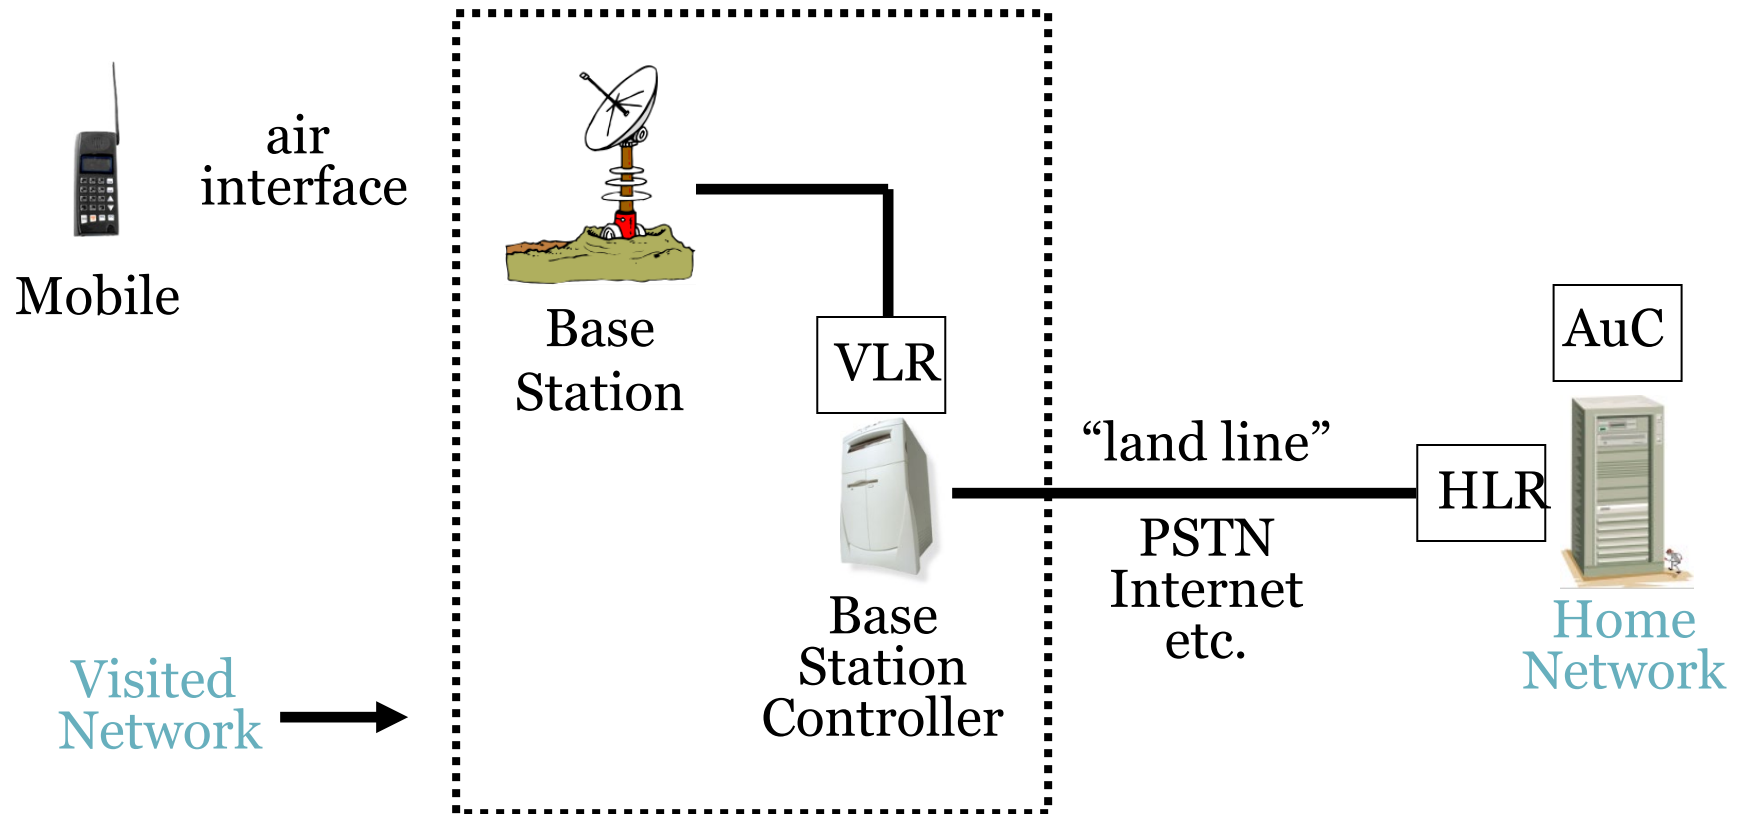 air
interface
Mobile
Base
Station
VLR
Base
Station
Controller
Visited
Network
“land line”
PSTN
Internet
etc.
AuC
HLR
Home
Network